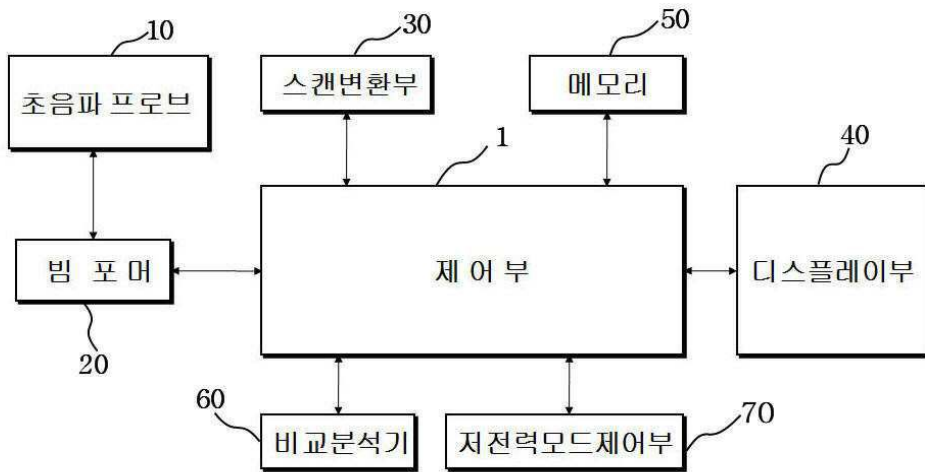 10
30
50
초음파 프로브
스캔변환부
메모리
1
40
빔 포머
제어부
디스플레이부
20
60
비교분석기
저전력모드제어부
70